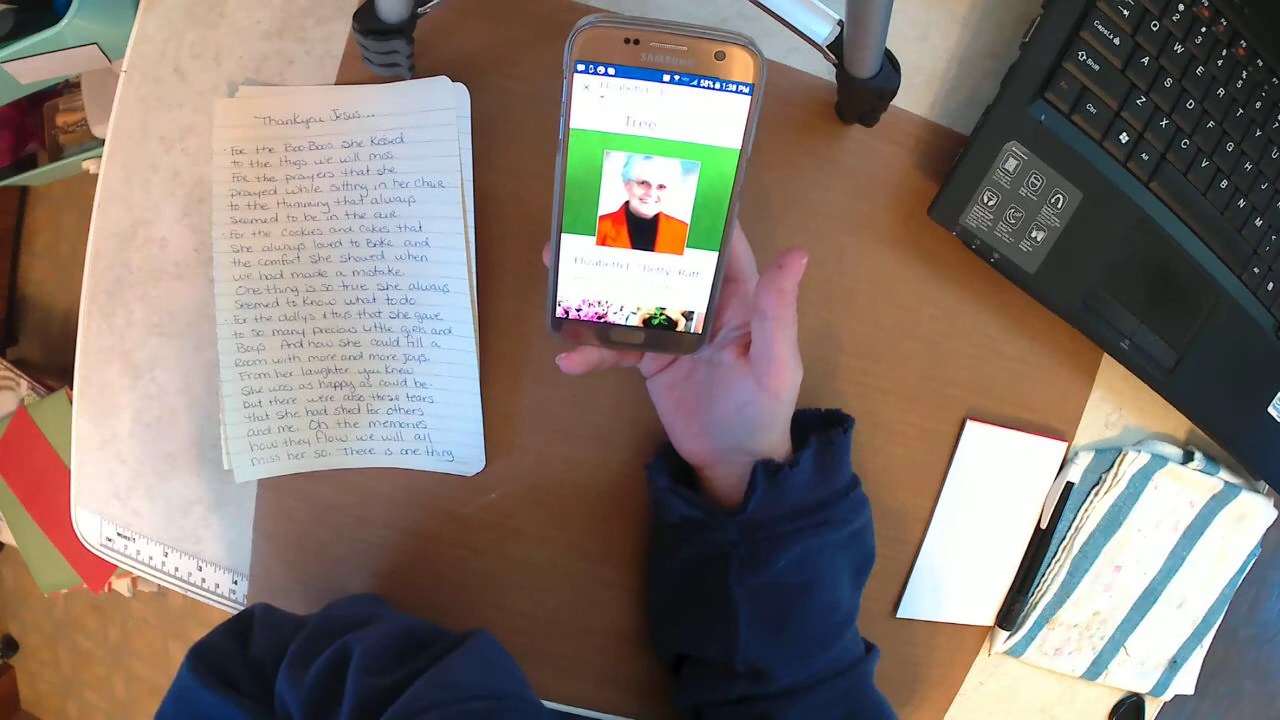 Thankyou Jesus...
For the Boo-Boos She Kissed
to the Hugs we will miss
For the prayers that she
prayed while sitting in her Chair
to the Humming that always
seemed to be in the air
For the Cookies and Cakes that
She always loved to Bake and
the comfort she showed when
we had made a mistake.
One thing is so true she always
seemed to know what to do
For the dollys & toys that she gave
to so many precious little girls and
Boys. And how she could fill a
Room with more and more joys.
From her laughter you knew
She was as happy as could be.
but there were also those tears
that she had shed for others
and me. Oh the memories
how they flow we will all
miss her so. There is one thing
SAMSUNG
58% 1:38 PM
Tree